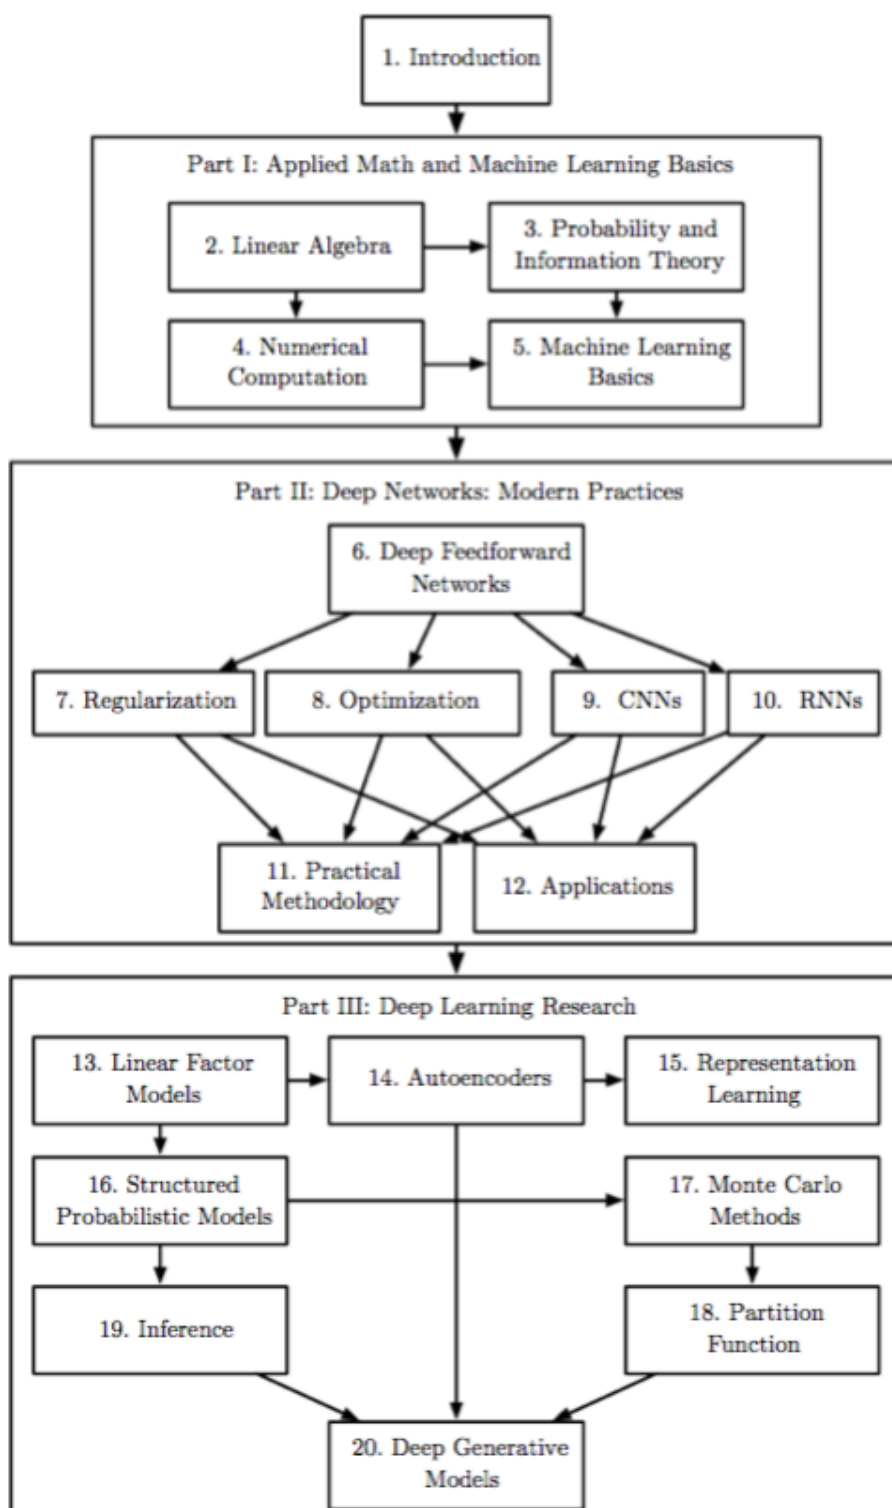 1. Introduction
Part I: Applied Math and Machine Learning Basics
2. Linear Algebra
3. Probability and
Information Theory
4. Numerical
Computation
5. Machine Learning
Basics
Part II: Deep Networks: Modern Practices
6. Deep Feedforward
Networks
7. Regularization
8. Optimization
9. CNNs
10. RNNs
11. Practical
Methodology
12. Applications
Part III: Deep Learning Research
13. Linear Factor
Models
14. Autoencoders
15. Representation
Learning
16. Structured
Probabilistic Models
17. Monte Carlo
Methods
19. Inference
18. Partition
Function
20. Deep Generative
Models